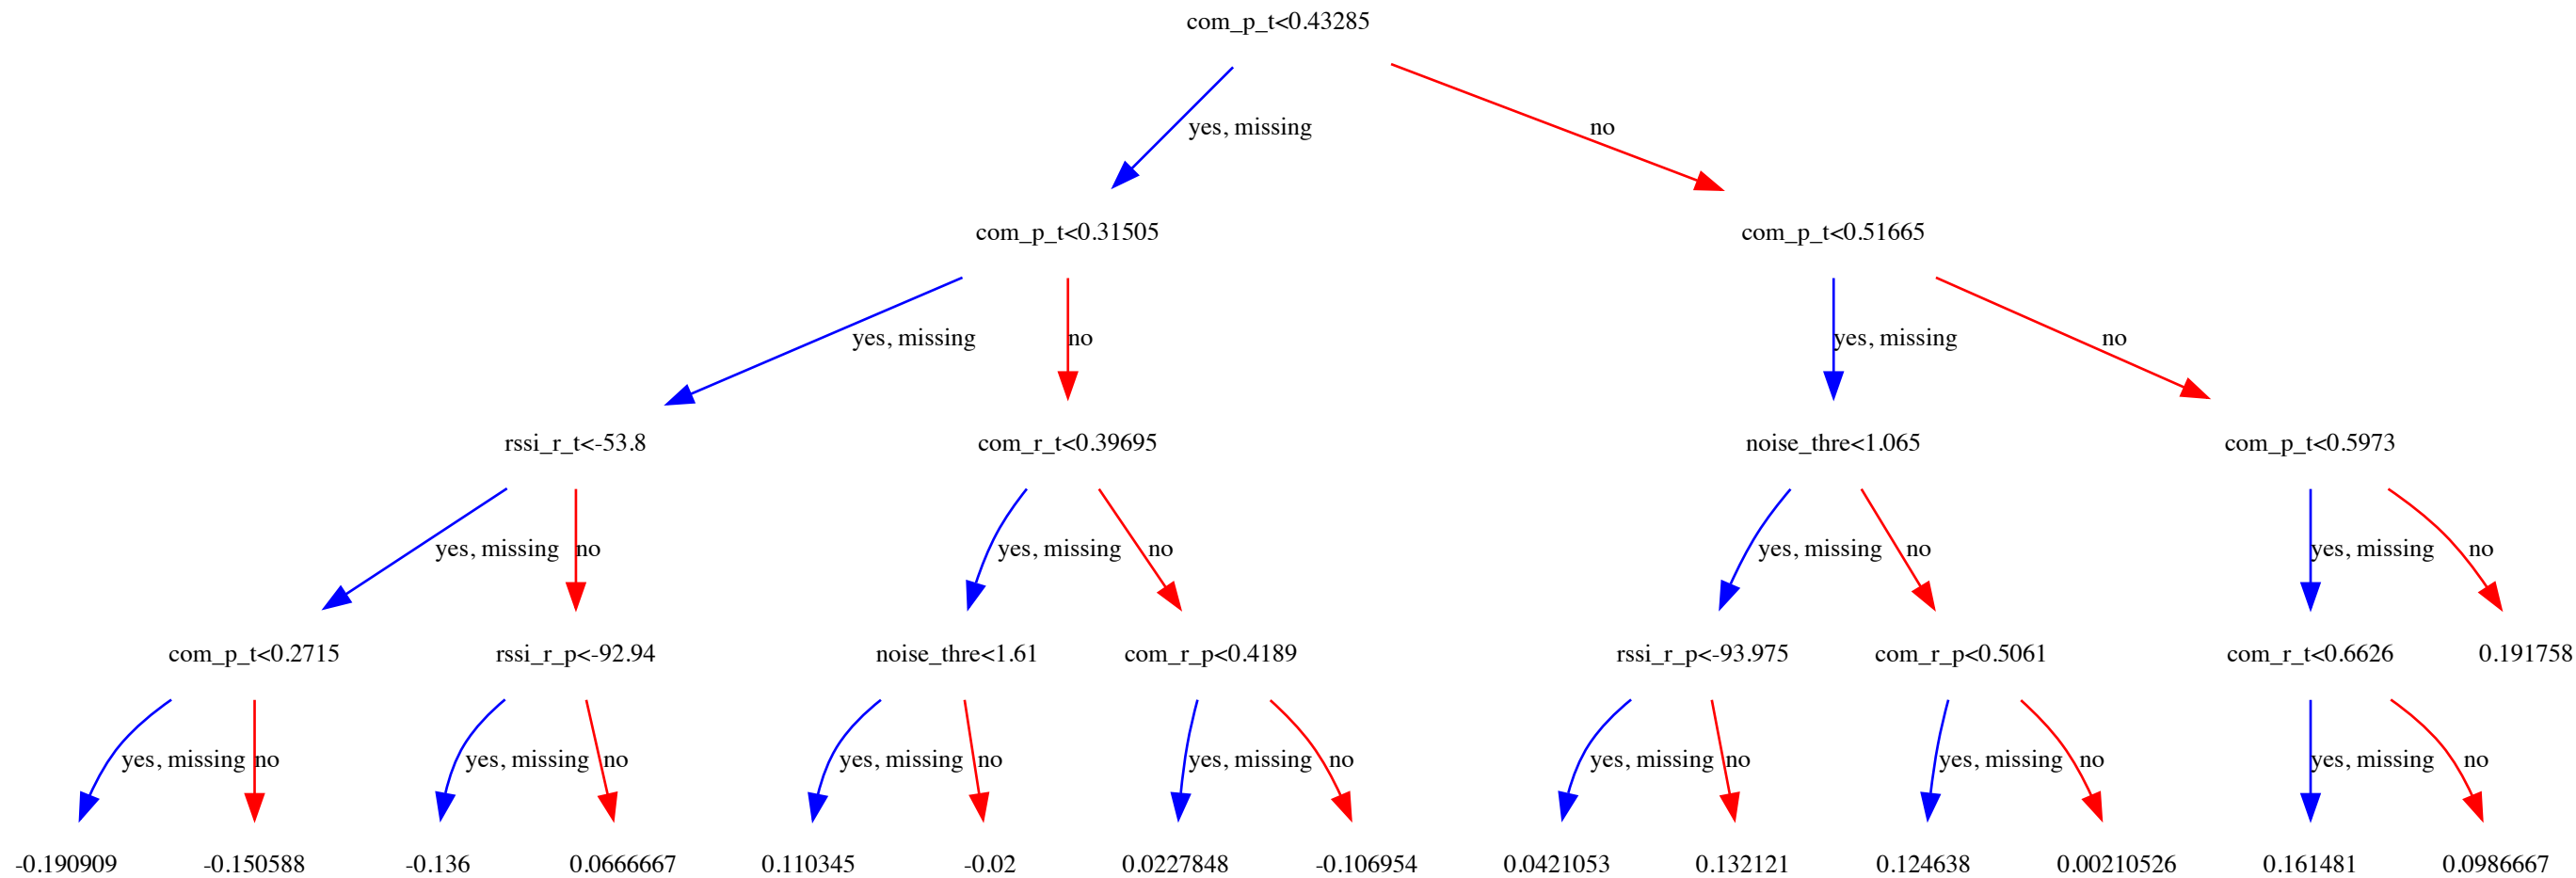 com_p_t<0.43285
yes, missing
no
com_p_t<0.31505
com_p_t<0.51665
yes, missing
no
yes, missing
no
rssi_r_t<-53.8
com_r_t<0.39695
noise_thre<1.065
com_p_t<0.5973
yes, missing
no
yes, missing
no
yes, missing
no
yes, missing
no
com_p_t<0.2715
rssi_r_p<-92.94
noise_thre<1.61
com_r_p<0.4189
rssi_r_p<-93.975
com_r_p<0.5061
com_r_t<0.6626
0.191758
yes, missing
no
yes, missing
no
yes, missing
no
yes, missing
no
yes, missing
no
yes, missing
no
yes, missing
no
-0.190909
-0.150588
-0.136
0.0666667
0.110345
-0.02
0.0227848
-0.106954
0.0421053
0.132121
0.124638
0.00210526
0.161481
0.0986667